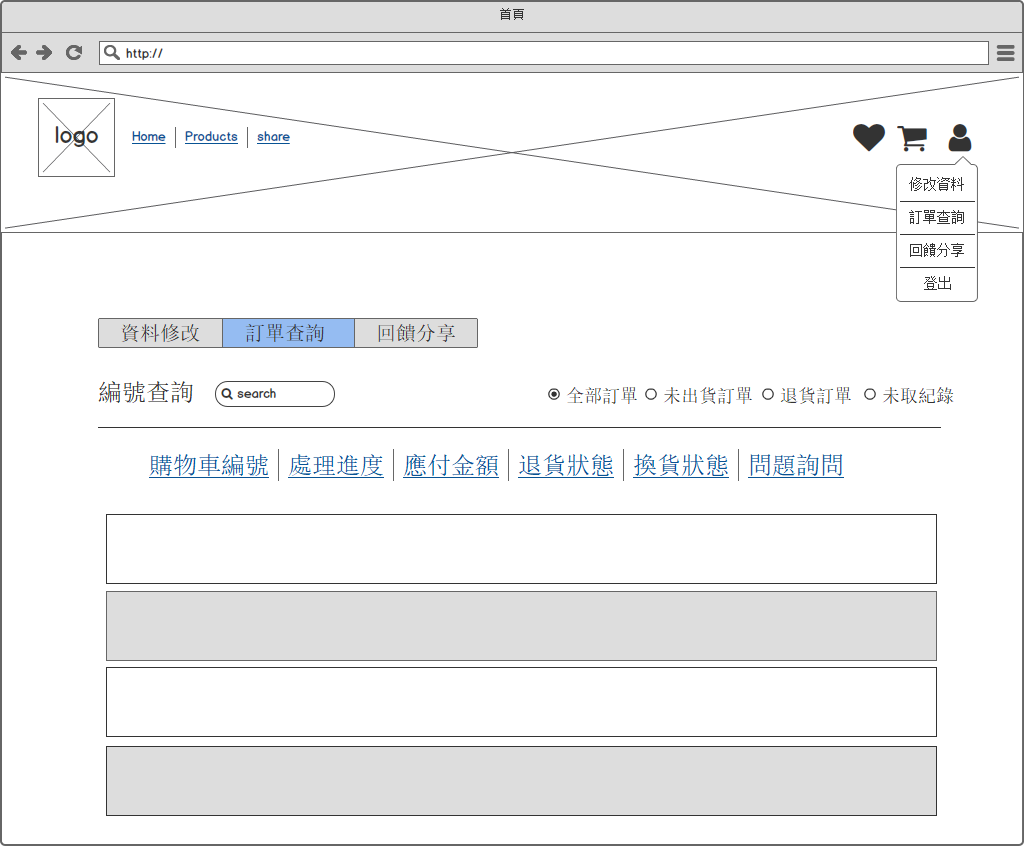 首頁
http://
logo
Home Products share
修改資料
訂單查詢
回饋分享
登出
資料修改 訂單查詢 回饋分享
編號查詢 search 全部訂單 未出貨訂單 退貨訂單 未取紀錄
購物車編號 處理進度 應付金額 退貨狀態 換貨狀態 問題詢問